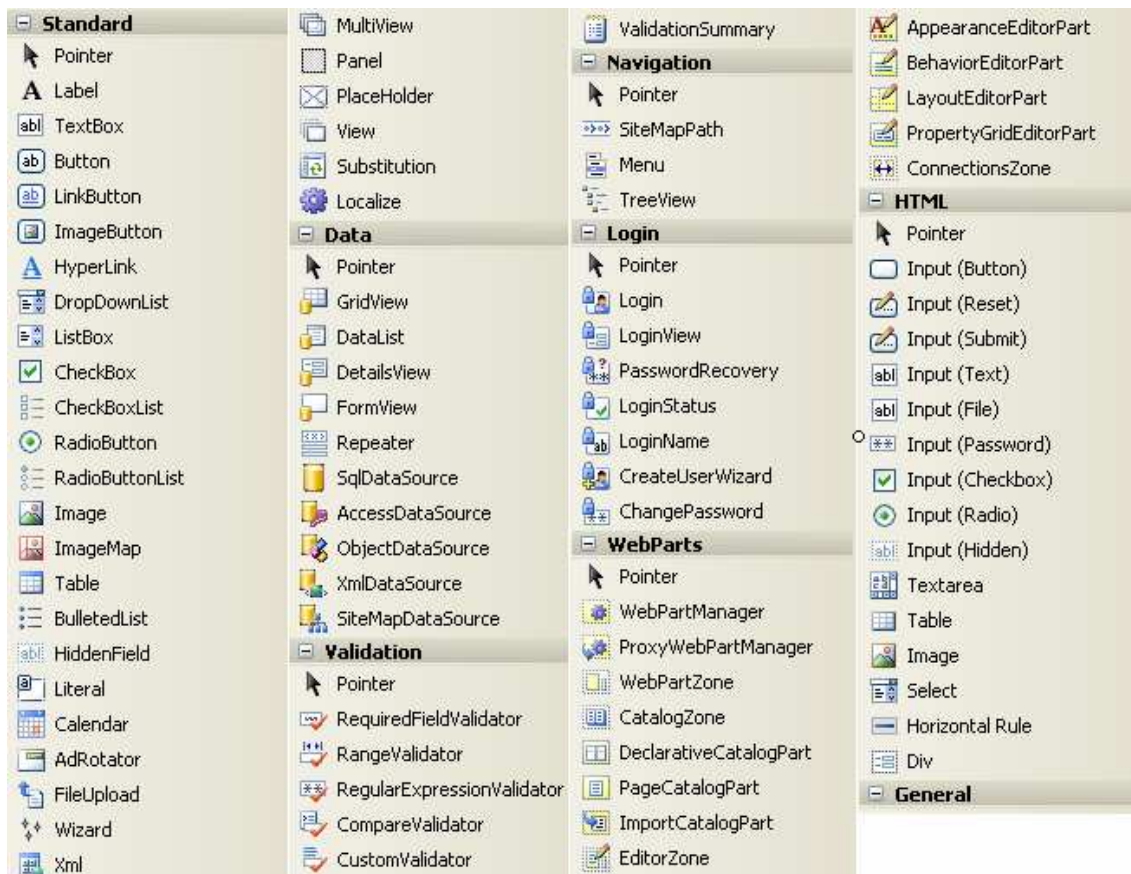 Standard
Pointer
Label
TextBox
Button
LinkButton
ImageButton
HyperLink
DropDownList
ListBox
CheckBox
CheckBoxList
RadioButton
RadioButtonList
Image
ImageMap
Table
BulletedList
HiddenField
Literal
Calendar
AdRotator
FileUpload
Wizard
Xml
MultiView
Panel
PlaceHolder
View
Substitution
Localize
Data
Pointer
GridView
DataList
DetailsView
FormView
Repeater
SqlDataSource
AccessDataSource
ObjectDataSource
XmlDataSource
SiteMapDataSource
Validation
Pointer
RequiredFieldValidator
RangeValidator
RegularExpressionValidator
CompareValidator
CustomValidator
ValidationSummary
Navigation
Pointer
SiteMapPath
Menu
TreeView
Login
Pointer
Login
LoginView
PasswordRecovery
LoginStatus
LoginName
CreateUserWizard
ChangePassword
WebParts
Pointer
WebPartManager
ProxyWebPartManager
WebPartZone
CatalogZone
DeclarativeCatalogPart
PageCatalogPart
ImportCatalogPart
EditorZone
AppearanceEditorPart
BehaviorEditorPart
LayoutEditorPart
PropertyGridEditorPart
ConnectionsZone
HTML
Pointer
Input (Button)
Input (Reset)
Input (Submit)
Input (Text)
Input (File)
Input (Password)
Input (Checkbox)
Input (Radio)
Input (Hidden)
Textarea
Table
Image
Select
Horizontal Rule
Div
General